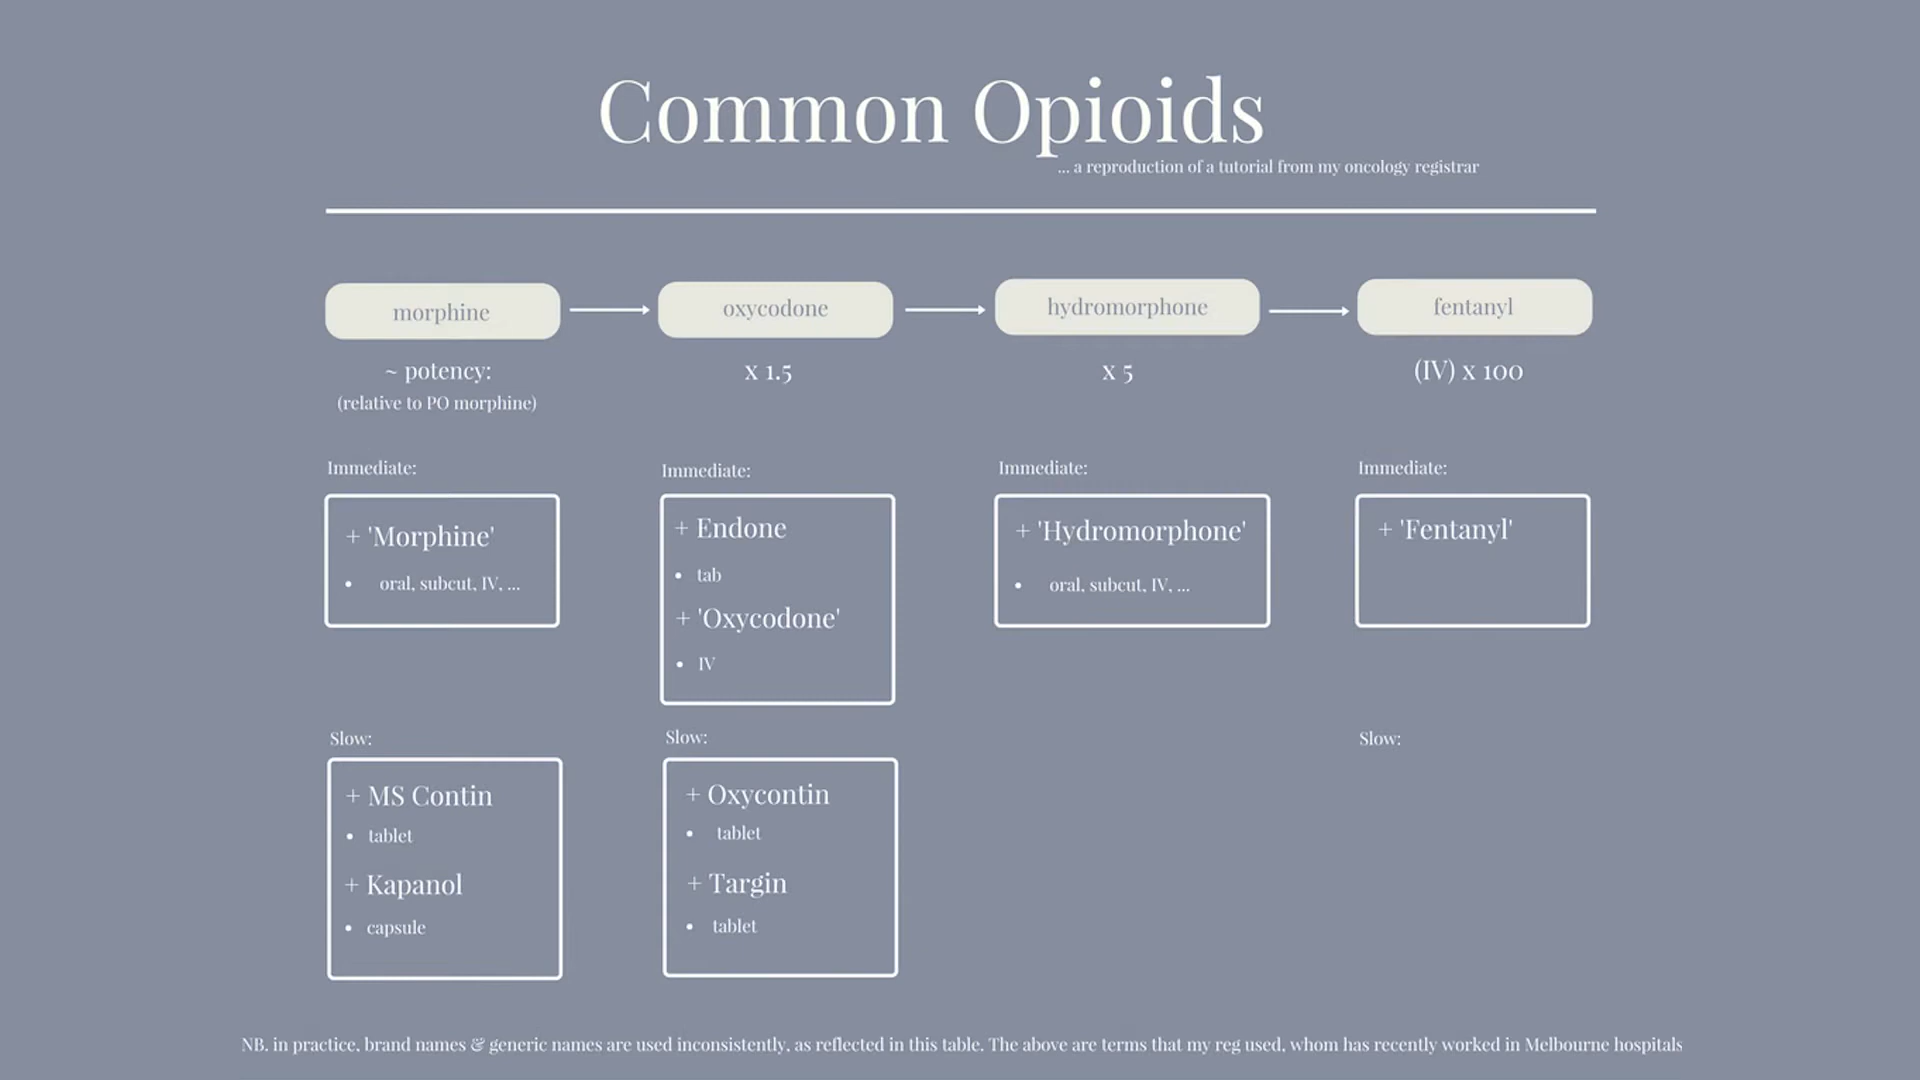 Common Opioids
... a reproduction of a tutorial from my oncology registrar
morphine
oxycodone
hydromorphone
fentanyl
~ potency:
(relative to PO morphine)
x 1.5
x 5
(IV) x 100
Immediate:
+ 'Morphine'
• oral, subcut, IV, ...
Immediate:
+ Endone
• tab
+ 'Oxycodone'
• IV
Immediate:
+ 'Hydromorphone'
• oral, subcut, IV, ...
Immediate:
+ 'Fentanyl'
Slow:
+ MS Contin
• tablet
+ Kapanol
• capsule
Slow:
+ Oxycontin
• tablet
+ Targin
• tablet
Slow:
NB. in practice, brand names & generic names are used inconsistently, as reflected in this table. The above are terms that my reg used, whom has recently worked in Melbourne hospitals